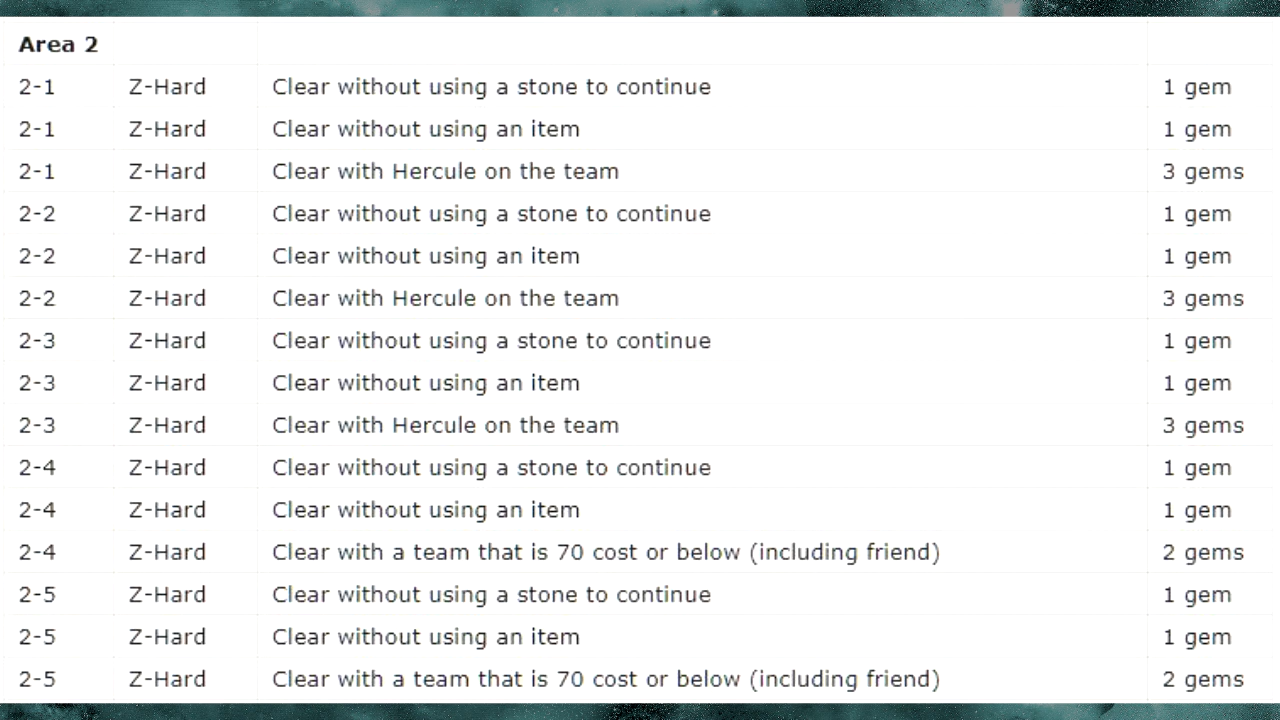 Area 2
2-1 Z-Hard Clear without using a stone to continue 1 gem
2-1 Z-Hard Clear without using an item 1 gem
2-1 Z-Hard Clear with Hercule on the team 3 gems
2-2 Z-Hard Clear without using a stone to continue 1 gem
2-2 Z-Hard Clear without using an item 1 gem
2-2 Z-Hard Clear with Hercule on the team 3 gems
2-3 Z-Hard Clear without using a stone to continue 1 gem
2-3 Z-Hard Clear without using an item 1 gem
2-3 Z-Hard Clear with Hercule on the team 3 gems
2-4 Z-Hard Clear without using a stone to continue 1 gem
2-4 Z-Hard Clear without using an item 1 gem
2-4 Z-Hard Clear with a team that is 70 cost or below (including friend) 2 gems
2-5 Z-Hard Clear without using a stone to continue 1 gem
2-5 Z-Hard Clear without using an item 1 gem
2-5 Z-Hard Clear with a team that is 70 cost or below (including friend) 2 gems